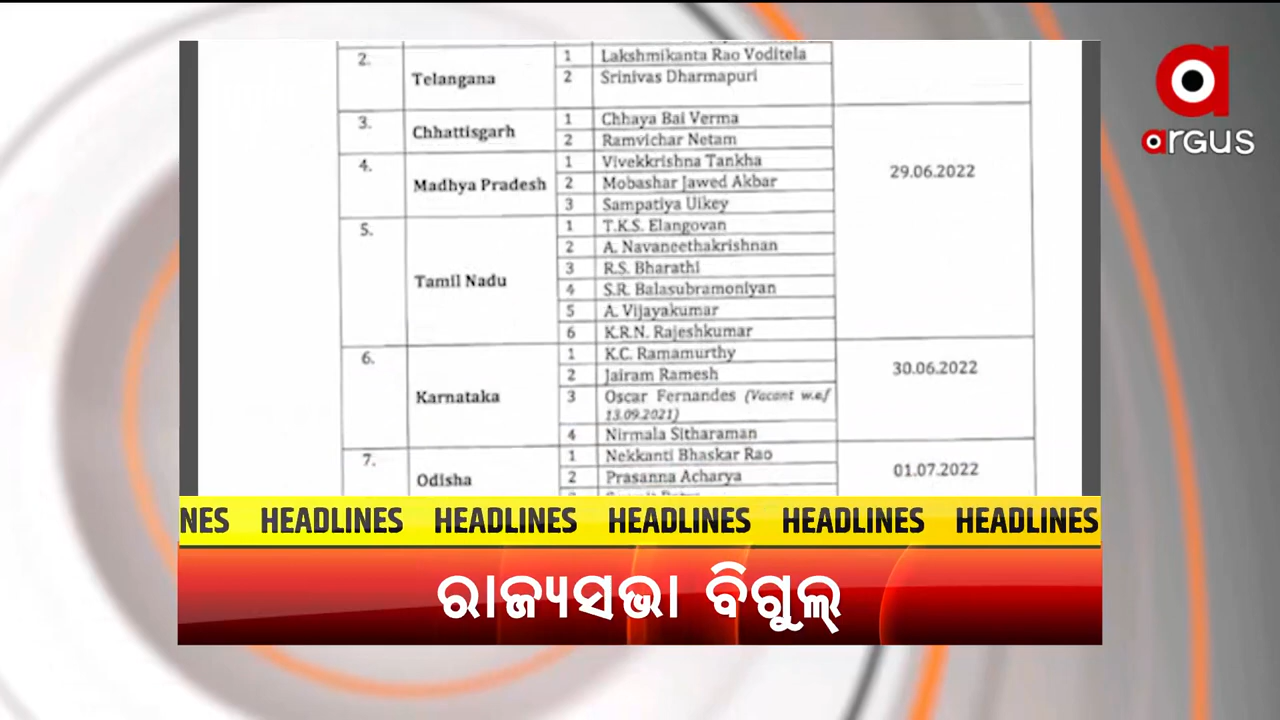 2. Telangana 1 Lakshmikanta Rao Voditela
2 Srinivas Dharmapuri
3. Chhattisgarh 1 Chhaya Bai Verma
2 Ramvichar Netam
4. Madhya Pradesh 1 Vivekkrishna Tankha
2 Mobashar Jawed Akbar
3 Sampatiya Uikey
29.06.2022
5. Tamil Nadu 1 T.K.S. Elangovan
2 A. Navaneethakrishnan
3 R.S. Bharathi
4 S.R. Balasubramoniyan
5 A. Vijayakumar
6 K.R.N. Rajeshkumar
6. Karnataka 1 K.C. Ramamurthy
2 Jairam Ramesh
3 Oscar Fernandes (Vacant w.e.f
13.09.2021)
4 Nirmala Sitharaman
30.06.2022
7. Odisha 1 Nekkanti Bhaskar Rao
2 Prasanna Acharya
01.07.2022
argus
NES HEADLINES HEADLINES HEADLINES HEADLINES HEADLINES
ରାଜ୍ୟସଭା ବିଗୁଲ୍